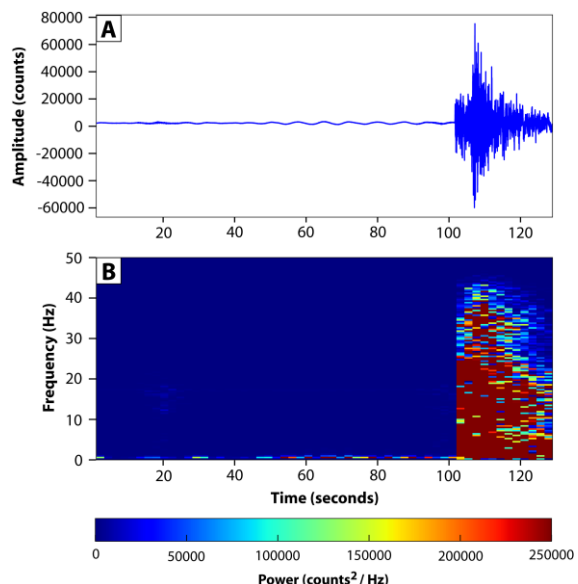 A
80000
60000
40000
20000
0
-20000
-40000
-60000
Amplitude (counts)
20 40 60 80 100 120
B
50
40
30
20
10
0
Frequency (Hz)
20 40 60 80 100 120
Time (seconds)
0 50000 100000 150000 200000 250000
Power (counts² / Hz)